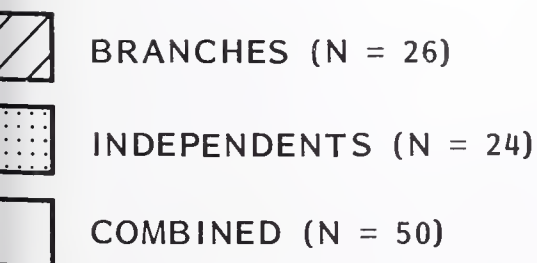 BRANCHES (N = 26)
INDEPENDENTS (N = 24)
COMBINED (N = 50)